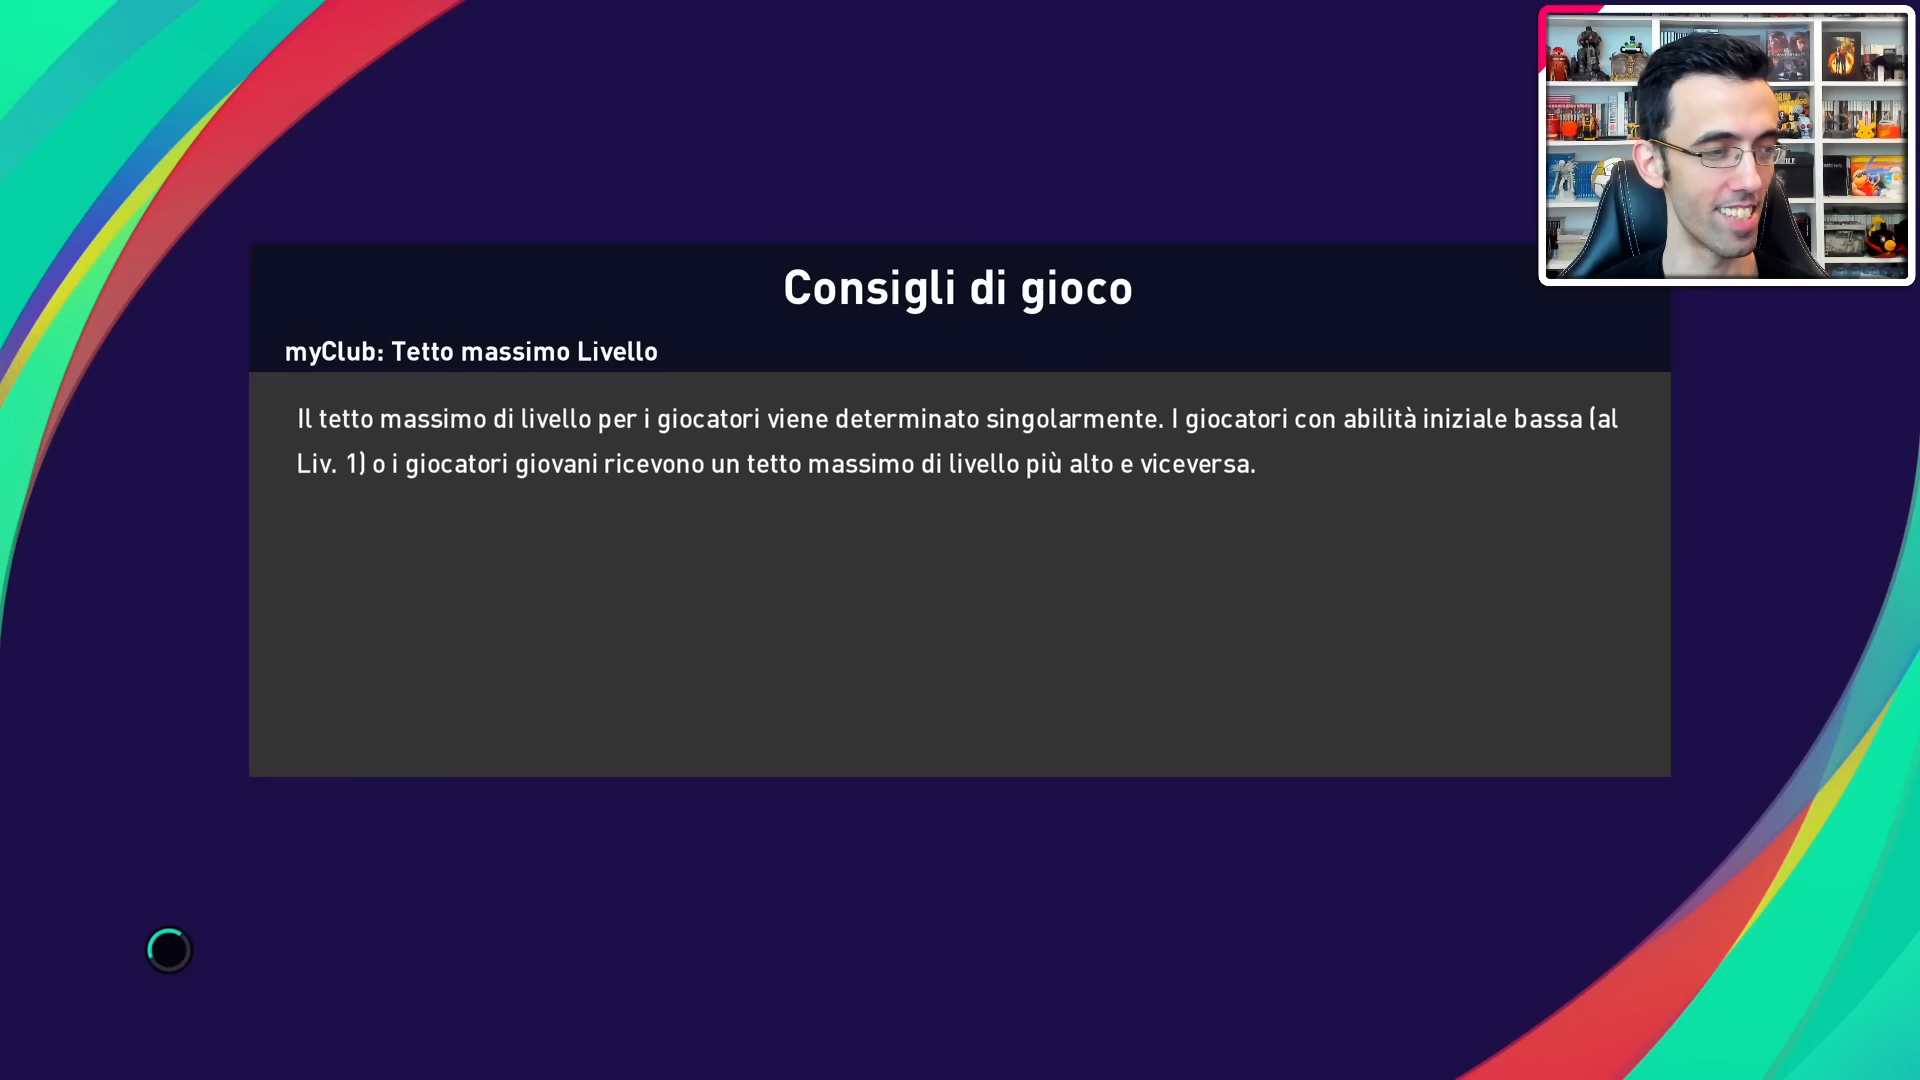 Consigli di gioco
myClub: Tetto massimo Livello
Il tetto massimo di livello per i giocatori viene determinato singolarmente. I giocatori con abilità iniziale bassa (al
Liv. 1) o i giocatori giovani ricevono un tetto massimo di livello più alto e viceversa.